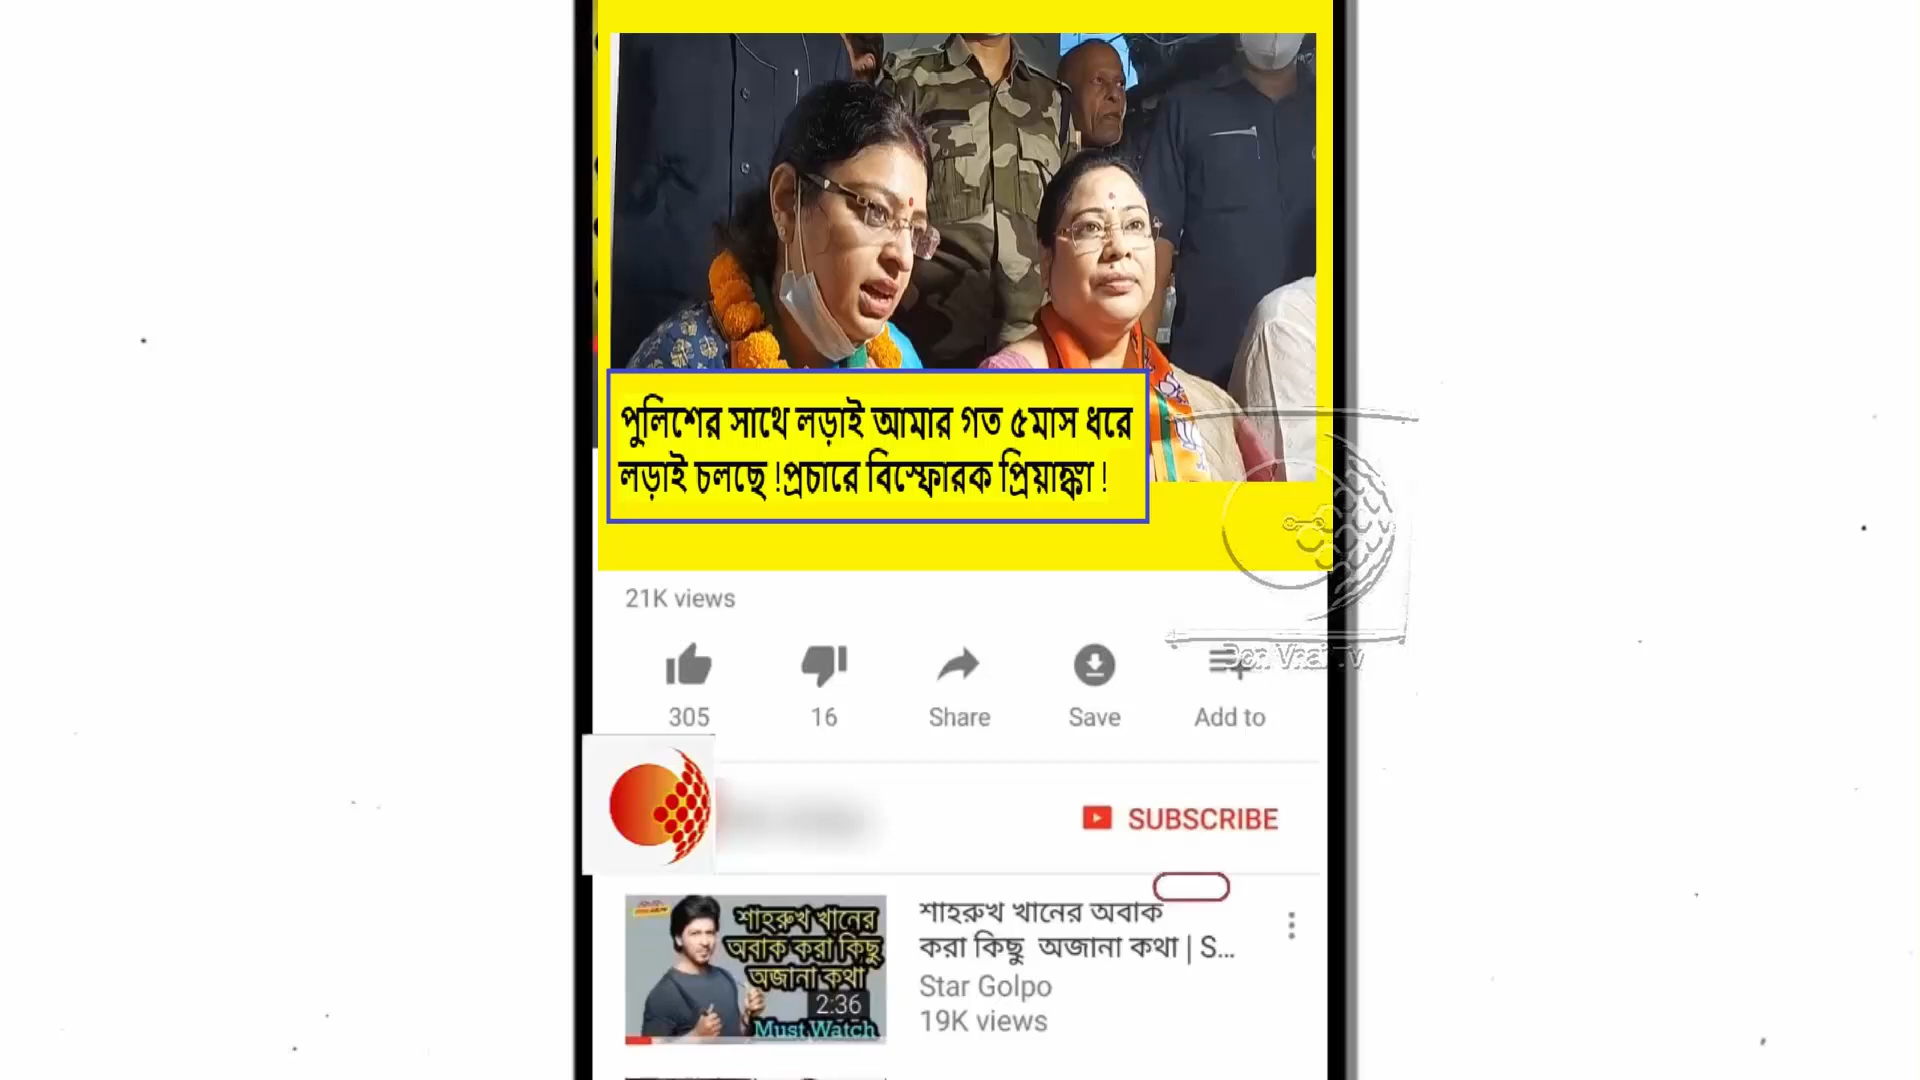 পুলিশের সাথে লড়াই আমার গত ৫মাস ধরে
লড়াই চলছে !প্রচারে বিস্ফোরক প্রিয়াঙ্কা !
21K views
305
16
Share
Save
Add to
SUBSCRIBE
শাহরুখ খানের
অবাক করা কিছু
অজানা কথা
2:36
Must Watch
শাহরুখ খানের অবাক
করা কিছু অজানা কথা | S...
Star Golpo
19K views